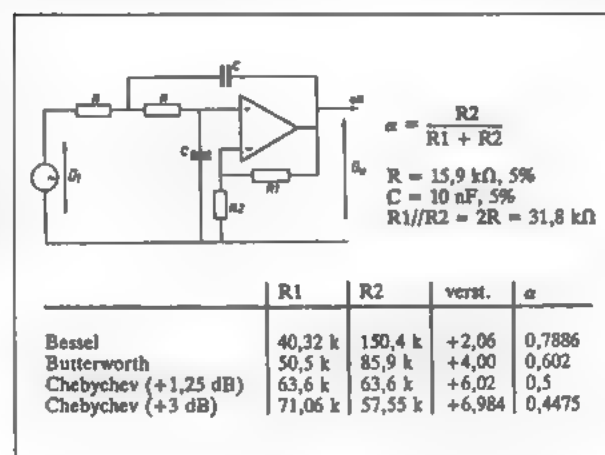 C
R
R
C
U1
R1
R2
α = R2
R1 + R2
R = 15,9 kΩ, 5%
C = 10 nF, 5%
R1//R2 = 2R = 31,8 kΩ
R1 R2 verst. α
Bessel 40,32 k 150,4 k +2,06 0,7886
Butterworth 50,5 k 85,9 k +4,00 0,602
Chebychev (+1,25 dB) 63,6 k 63,6 k +6,02 0,5
Chebychev (+3 dB) 71,06 k 57,55 k +6,984 0,4475